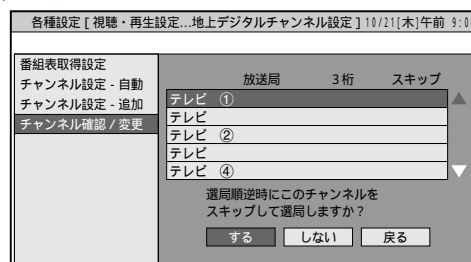 各種設定 [ 視聴・再生設定...地上デジタルチャンネル設定 ] 10/21[木]午前 9:0
番組表取得設定
チャンネル設定 - 自動
チャンネル設定 - 追加
チャンネル確認 / 変更
放送局 3桁 スキップ
テレビ ①
テレビ
テレビ ②
テレビ
テレビ ④
選局順逆時にこのチャンネルを
スキップして選局しますか？
する しない 戻る